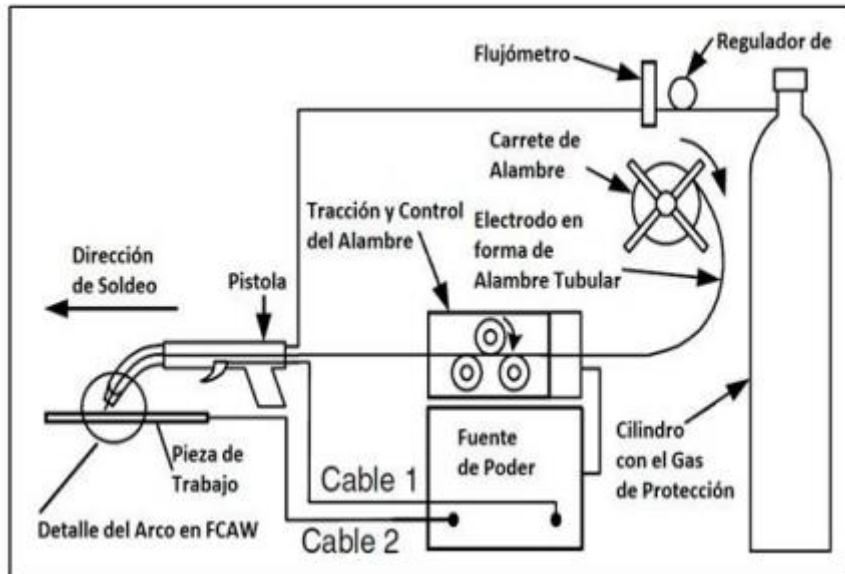 Regulador de
Flujómetro
Carrete de
Alambre
Tracción y Control
del Alambre
Electrodo en
forma de
Alambre Tubular
Dirección
de Soldeo
Pistola
Pieza de
Trabajo
Fuente
de Poder
Cilindro
con el Gas
de Protección
Cable 1
Cable 2
Detalle del Arco en FCAW